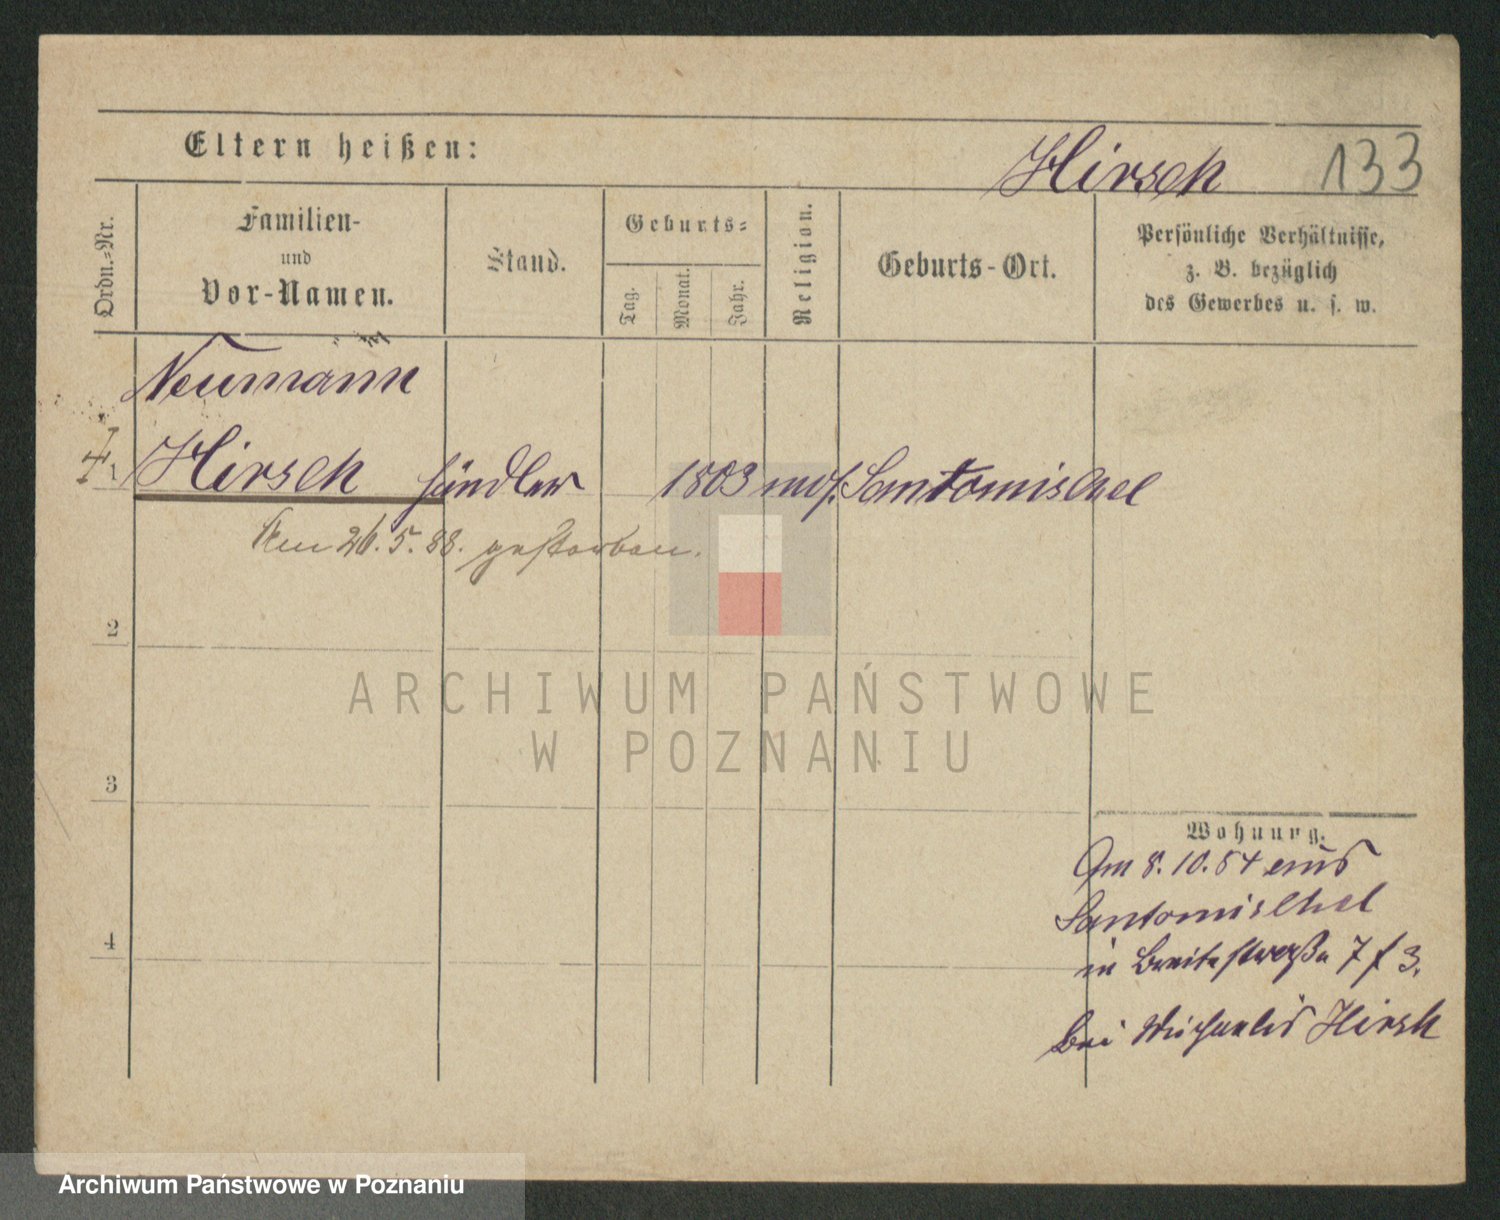 Eltern heißen:
Hirsch 133
Ordn.=Nr.
Familien-
und
Vor-Namen.
Stand.
Geburts=
Tag.
Monat.
Jahr.
Religion.
Geburts-Ort.
Persönliche Verhältnisse,
z. B. bezüglich
des Gewerbes u. s. w.
Neumann
1 Hirsch Händler 1803 mos. Santomischel
Am 26.5.88. gestorben.
2
3
4
Wohnung.
Am 8.10.84 aus
Santomischel
in Breitestraße 7 f 3.
bei Michaelis Hirsch
ARCHIWUM PAŃSTWOWE
W POZNANIU
Archiwum Państwowe w Poznaniu